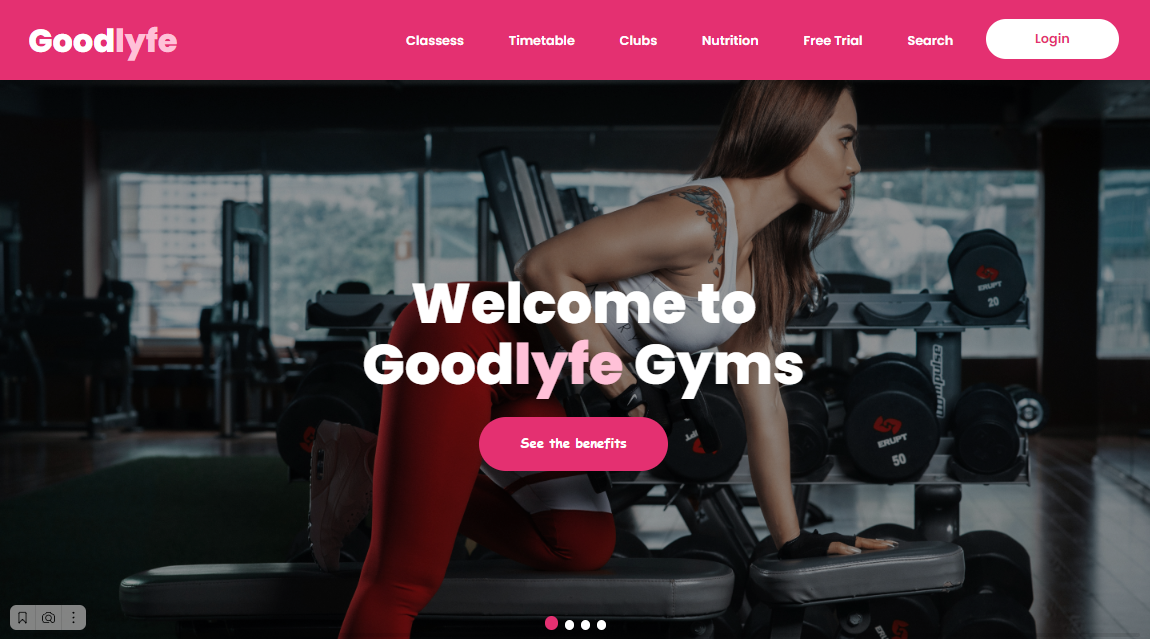 Goodlyfe
Classess
Timetable
Clubs
Nutrition
Free Trial
Search
Login
Welcome to
Goodlyfe Gyms
See the benefits
ERUPT
20
impulse
ERUPT
50